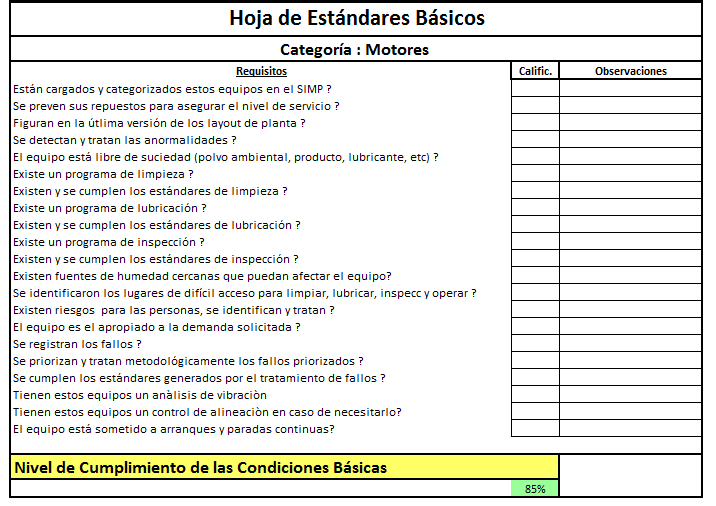 Hoja de Estándares Básicos
Categoría : Motores
Requisitos Calific. Observaciones
Están cargados y categorizados estos equipos en el SIMP ?
Se preven sus repuestos para asegurar el nivel de servicio ?
Figuran en la útlima versión de los layout de planta ?
Se detectan y tratan las anormalidades ?
El equipo está libre de suciedad (polvo ambiental, producto, lubricante, etc) ?
Existe un programa de limpieza ?
Existen y se cumplen los estándares de limpieza ?
Existe un programa de lubricación ?
Existen y se cumplen los estándares de lubricación ?
Existe un programa de inspección ?
Existen y se cumplen los estándares de inspección ?
Existen fuentes de humedad cercanas que puedan afectar el equipo?
Se identificaron los lugares de difícil acceso para limpiar, lubricar, inspecc y operar ?
Existen riesgos  para las personas, se identifican y tratan ?
El equipo es el apropiado a la demanda solicitada ?
Se registran los fallos ?
Se priorizan y tratan metodológicamente los fallos priorizados ?
Se cumplen los estándares generados por el tratamiento de fallos ?
Tienen estos equipos un anàlisis de vibraciòn
Tienen estos equipos un control de alineaciòn en caso de necesitarlo?
El equipo está sometido a arranques y paradas continuas?
Nivel de Cumplimiento de las Condiciones Básicas
85%